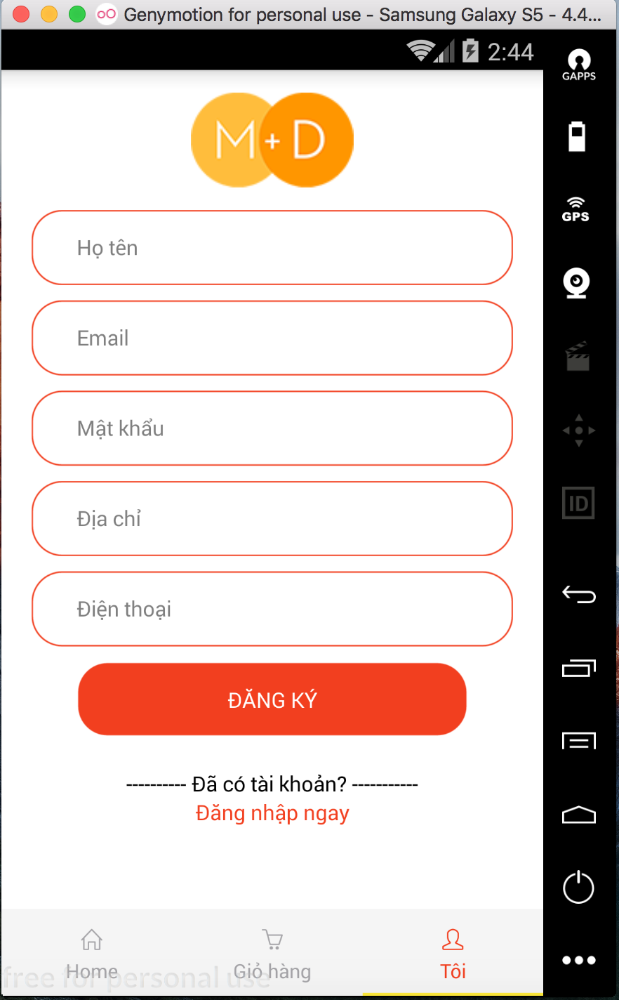 Genymotion for personal use - Samsung Galaxy S5 - 4.4...
2:44
GAPPS
M + D
GPS
Họ tên
Email
Mật khẩu
Địa chỉ
ID
Điện thoại
ĐĂNG KÝ
---------- Đã có tài khoản? -----------
Đăng nhập ngay
Home Giỏ hàng Tôi
free for personal use